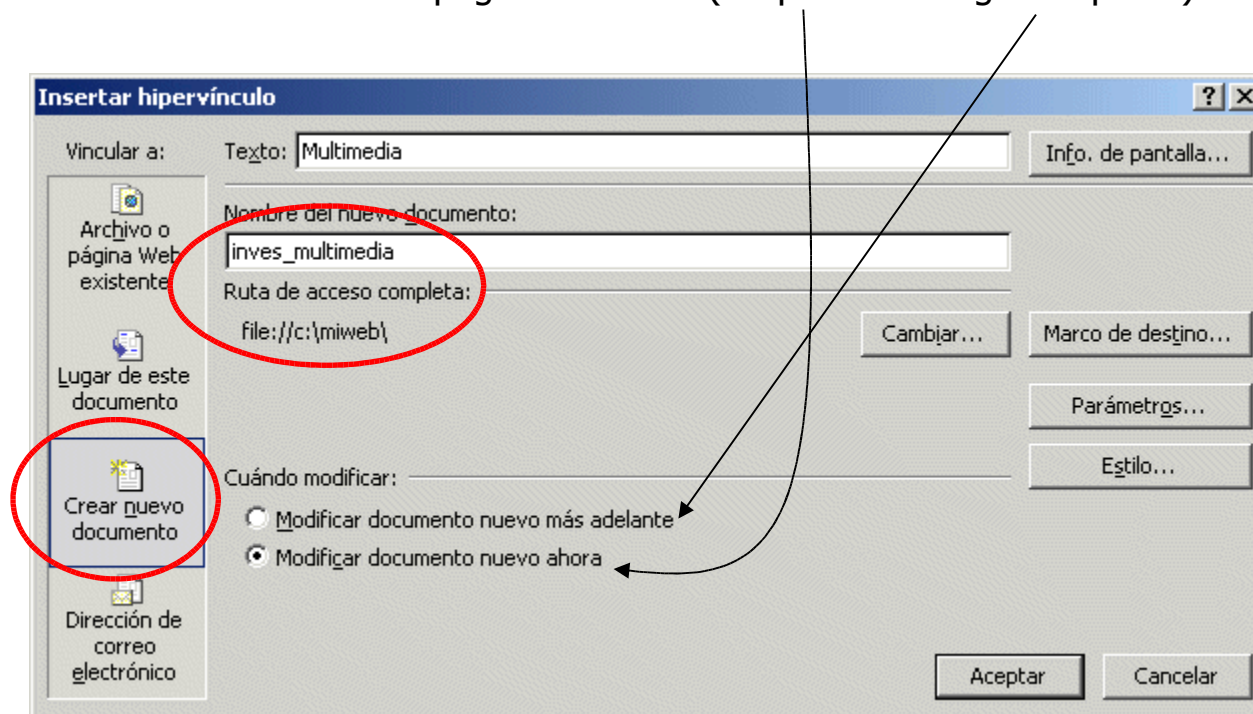 Insertar hipervínculo
Vincular a:
Texto: Multimedia
Info. de pantalla...
Archivo o
página Web
existente
Nombre del nuevo documento:
inves_multimedia
Ruta de acceso completa:
file://c:\miweb\
Cambiar...
Marco de destino...
Lugar de este
documento
Parámetros...
Estilo...
Crear nuevo
documento
Cuándo modificar:
Modificar documento nuevo más adelante
Modificar documento nuevo ahora
Dirección de
correo
electrónico
Aceptar
Cancelar